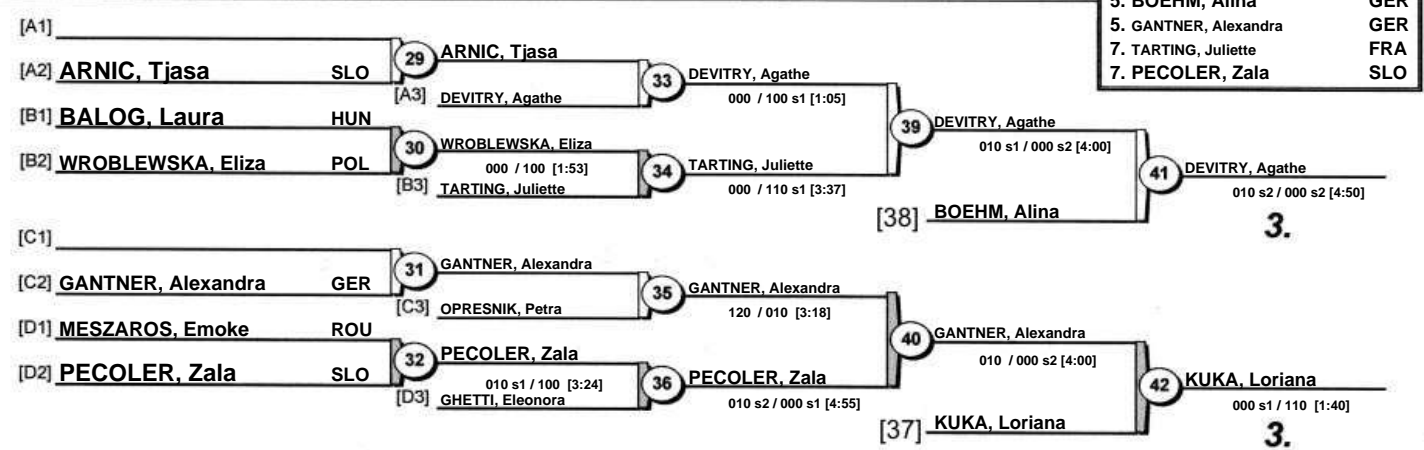 5. BOEHM, Alina GER
5. GANTNER, Alexandra GER
7. TARTING, Juliette FRA
7. PECOLER, Zala SLO
[A1]
29 ARNIC, Tjasa
[A2] ARNIC, Tjasa SLO
33 DEVITRY, Agathe
000 / 100 s1 [1:05]
[A3] DEVITRY, Agathe
[B1] BALOG, Laura HUN
39 DEVITRY, Agathe
010 s1 / 000 s2 [4:00]
30 WROBLEWSKA, Eliza
000 / 100 [1:53]
[B2] WROBLEWSKA, Eliza POL
34 TARTING, Juliette
000 / 110 s1 [3:37]
[B3] TARTING, Juliette
41 DEVITRY, Agathe
010 s2 / 000 s2 [4:50]
[38] BOEHM, Alina
3.
[C1]
31 GANTNER, Alexandra
[C2] GANTNER, Alexandra GER
35 GANTNER, Alexandra
120 / 010 [3:18]
[C3] OPRESNIK, Petra
[D1] MESZAROS, Emoke ROU
40 GANTNER, Alexandra
010 / 000 s2 [4:00]
32 PECOLER, Zala
010 s1 / 100 [3:24]
[D2] PECOLER, Zala SLO
36 PECOLER, Zala
010 s2 / 000 s1 [4:55]
[D3] GHETTI, Eleonora
42 KUKA, Loriana
000 s1 / 110 [1:40]
[37] KUKA, Loriana
3.